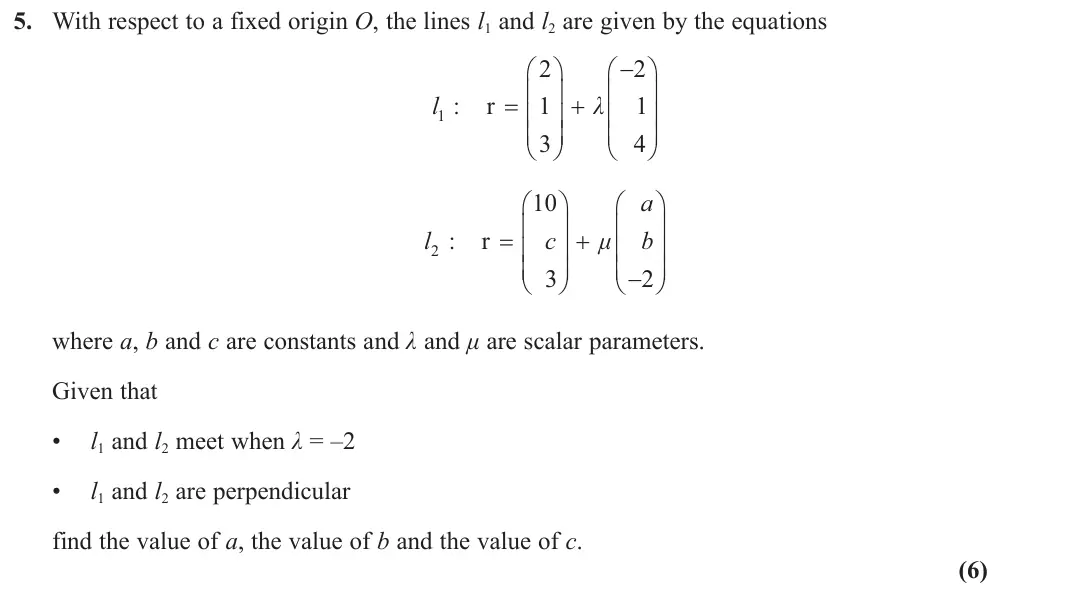 5. With respect to a fixed origin O, the lines l₁ and l₂ are given by the equations
l₁ : r = (2 1 3) + λ(–2 1 4)
l₂ : r = (10 c 3) + μ(a b –2)
where a, b and c are constants and λ and μ are scalar parameters.
Given that
• l₁ and l₂ meet when λ = –2
• l₁ and l₂ are perpendicular
find the value of a, the value of b and the value of c.
(6)